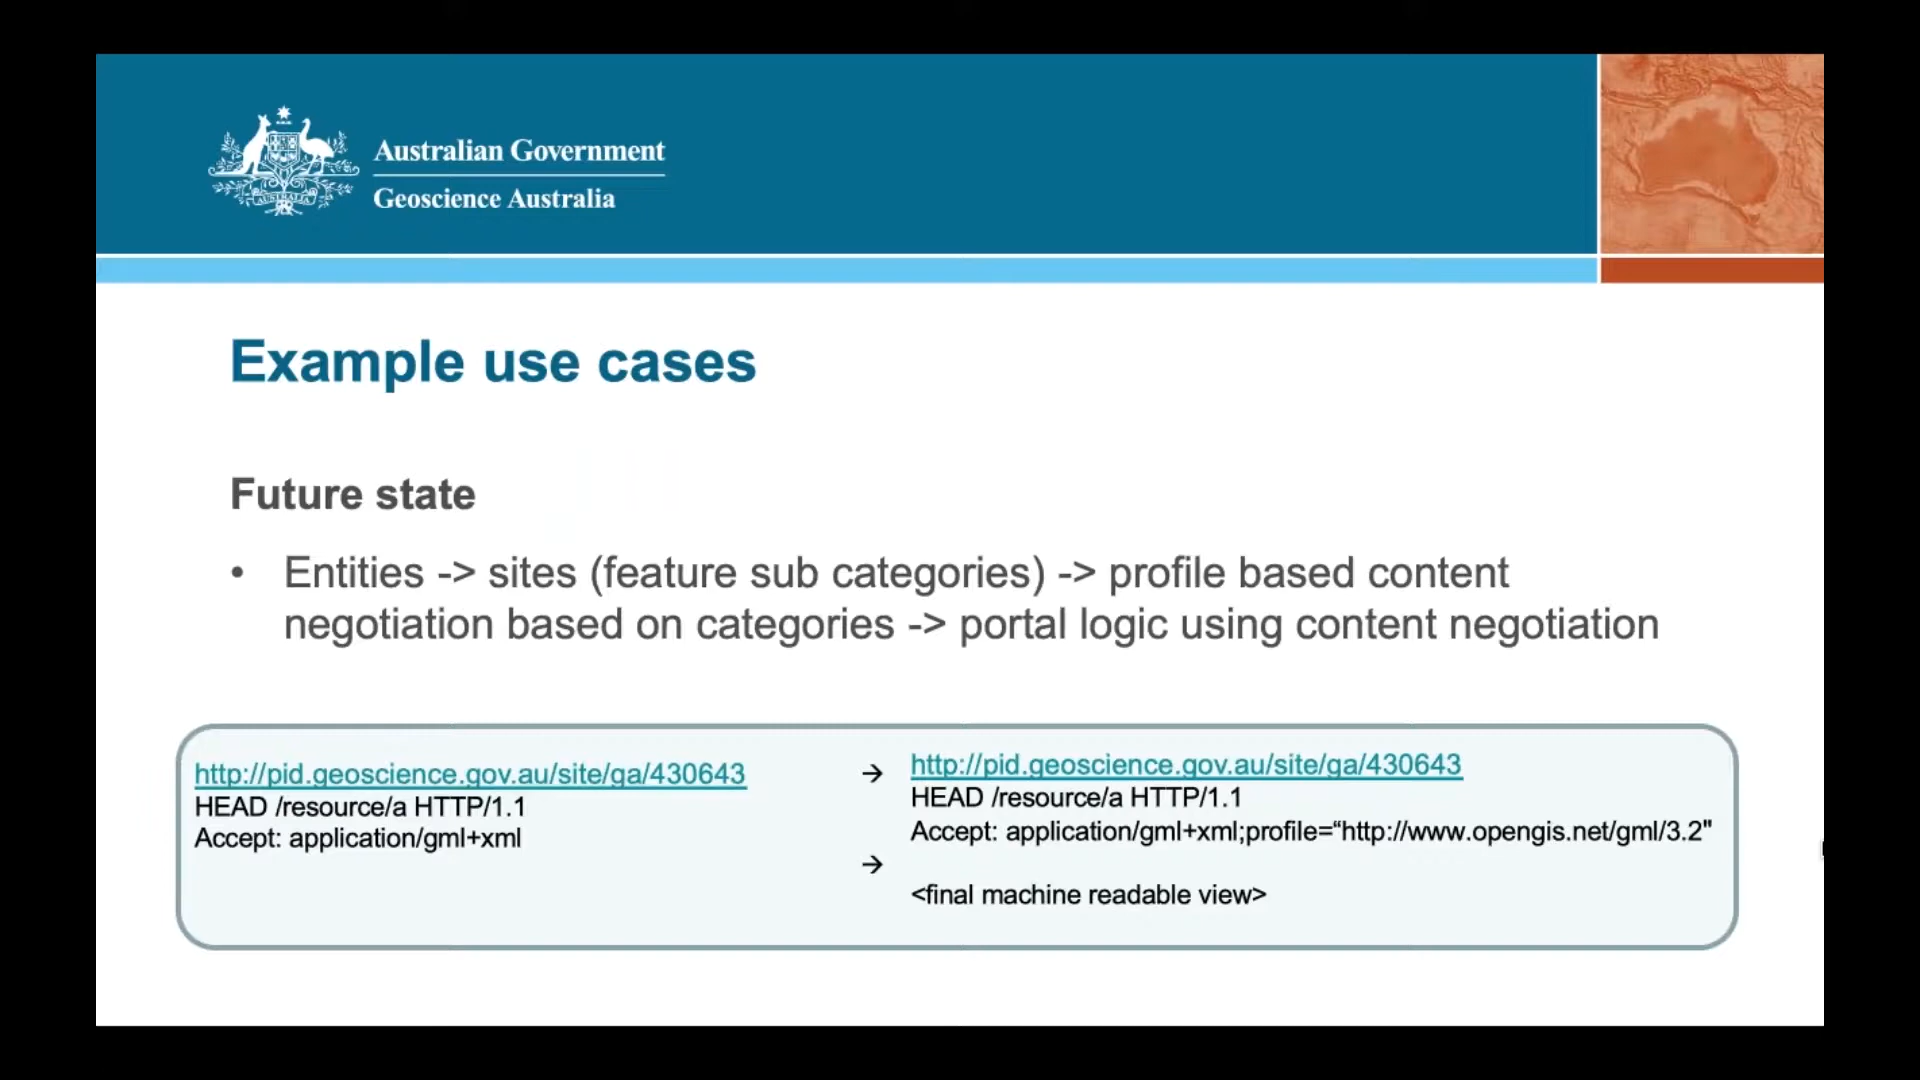 Australian Government
Geoscience Australia
AUSTRALIA
Example use cases
Future state
• Entities -> sites (feature sub categories) -> profile based content
negotiation based on categories -> portal logic using content negotiation
http://pid.geoscience.gov.au/site/ga/430643
HEAD /resource/a HTTP/1.1
Accept: application/gml+xml
→ http://pid.geoscience.gov.au/site/ga/430643
HEAD /resource/a HTTP/1.1
Accept: application/gml+xml;profile=“http://www.opengis.net/gml/3.2"
→
<final machine readable view>